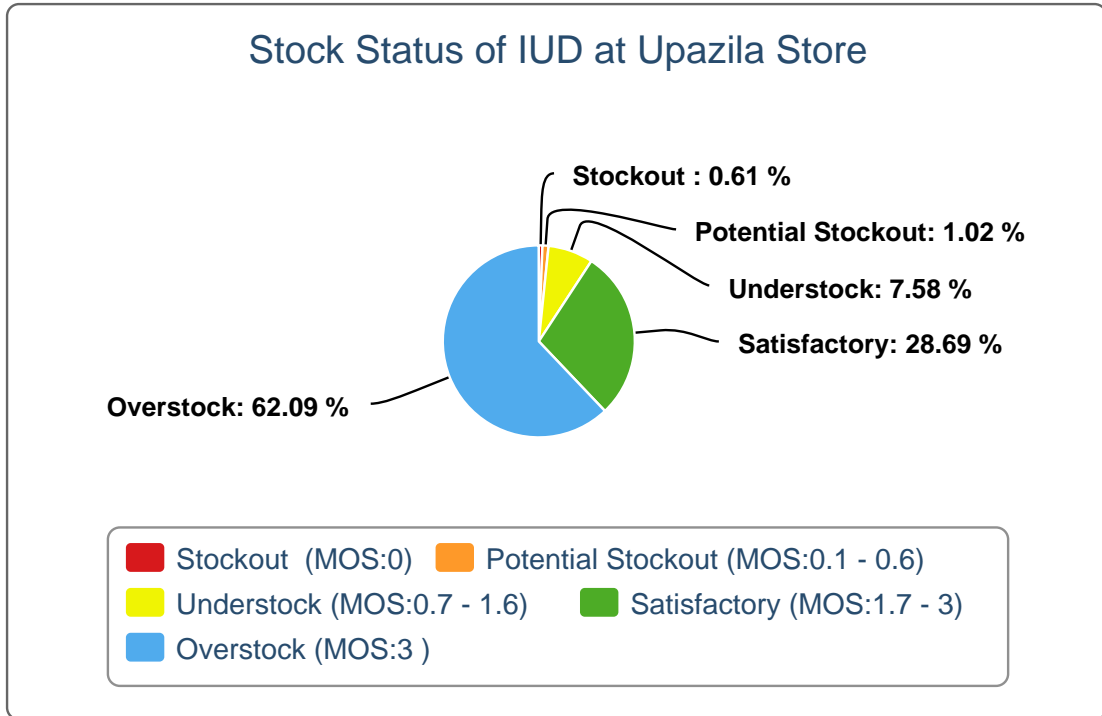 Stock Status of IUD at Upazila Store
Stockout : 0.61 %
Potential Stockout: 1.02 %
Understock: 7.58 %
Satisfactory: 28.69 %
Overstock: 62.09 %
Stockout  (MOS:0) Potential Stockout (MOS:0.1 - 0.6)
Understock (MOS:0.7 - 1.6) Satisfactory (MOS:1.7 - 3)
Overstock (MOS:3 )